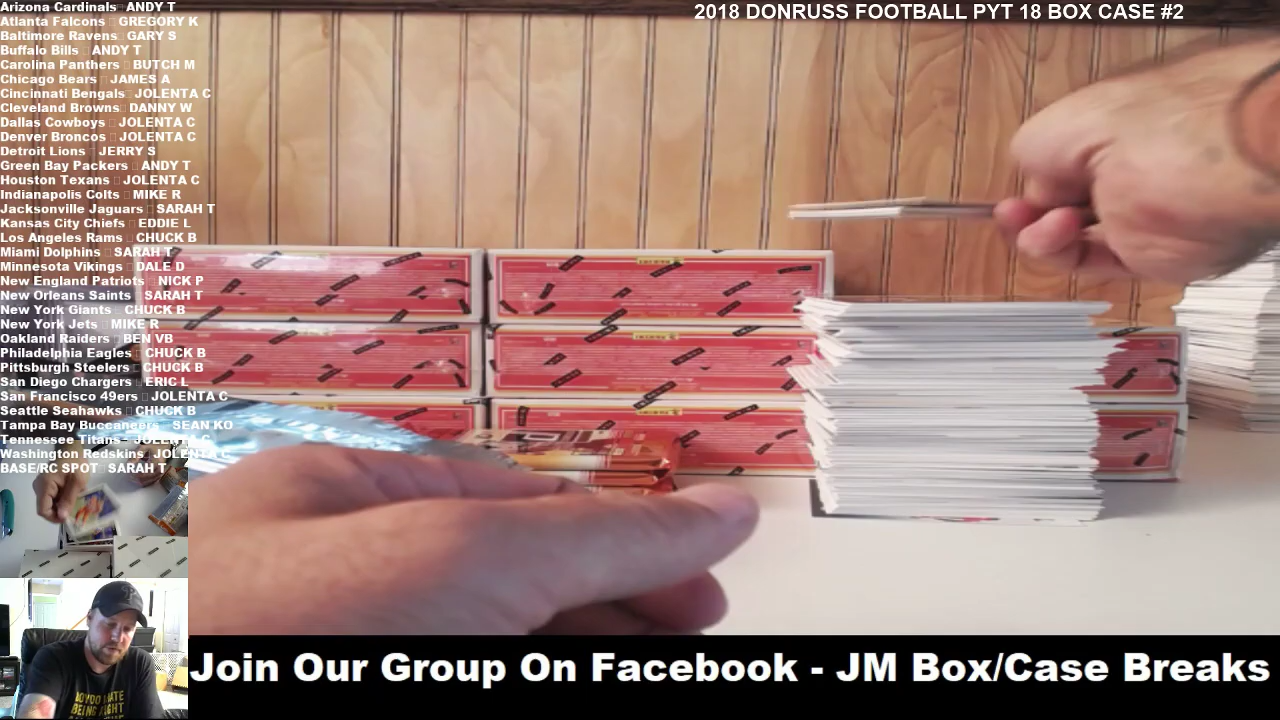 2018 DONRUSS FOOTBALL PYT 18 BOX CASE #2
Arizona Cardinals ANDY T
Atlanta Falcons GREGORY K
Baltimore Ravens GARY S
Buffalo Bills ANDY T
Carolina Panthers BUTCH M
Chicago Bears JAMES A
Cincinnati Bengals JOLENTA C
Cleveland Browns DANNY W
Dallas Cowboys JOLENTA C
Denver Broncos JOLENTA C
Detroit Lions JERRY S
Green Bay Packers ANDY T
Houston Texans JOLENTA C
Indianapolis Colts MIKE R
Jacksonville Jaguars SARAH T
Kansas City Chiefs EDDIE L
Los Angeles Rams CHUCK B
Miami Dolphins SARAH T
Minnesota Vikings DALE D
New England Patriots NICK P
New Orleans Saints SARAH T
New York Giants CHUCK B
New York Jets MIKE R
Oakland Raiders BEN VB
Philadelphia Eagles CHUCK B
Pittsburgh Steelers CHUCK B
San Diego Chargers ERIC L
San Francisco 49ers JOLENTA C
Seattle Seahawks CHUCK B
Tampa Bay Buccaneers SEAN KO
Tennessee Titans- JOLENTA C
Washington Redskins JOLENTA C
BASE/RC SPOT SARAH T
Join Our Group On Facebook - JM Box/Case Breaks